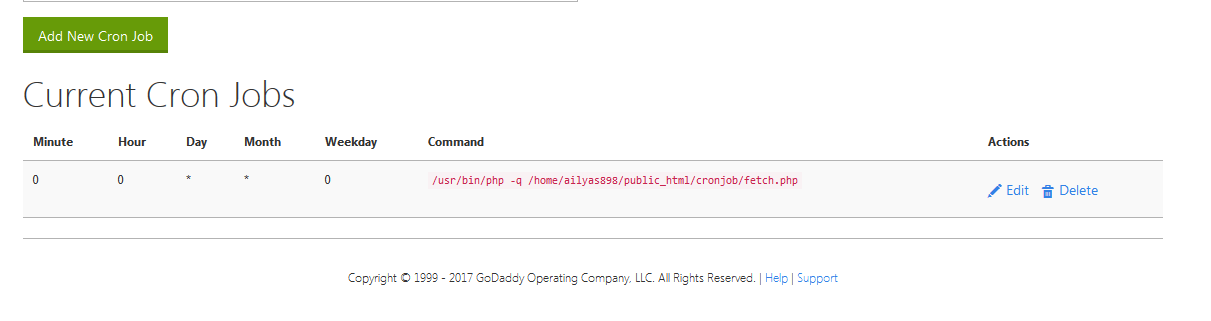 Add New Cron Job
Current Cron Jobs
Minute Hour Day Month Weekday Command Actions
0 0 * * 0 /usr/bin/php -q /home/ailyas898/public_html/cronjob/fetch.php Edit Delete
Copyright © 1999 - 2017 GoDaddy Operating Company, LLC. All Rights Reserved. | Help | Support